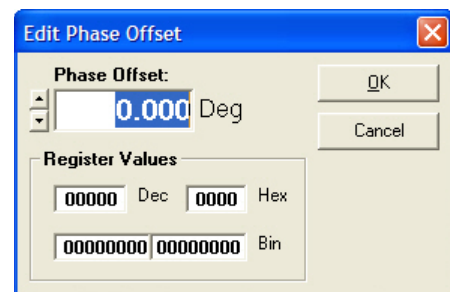 Edit Phase Offset
Phase Offset:
0.000 Deg
OK
Cancel
Register Values
00000 Dec 0000 Hex
00000000 00000000 Bin